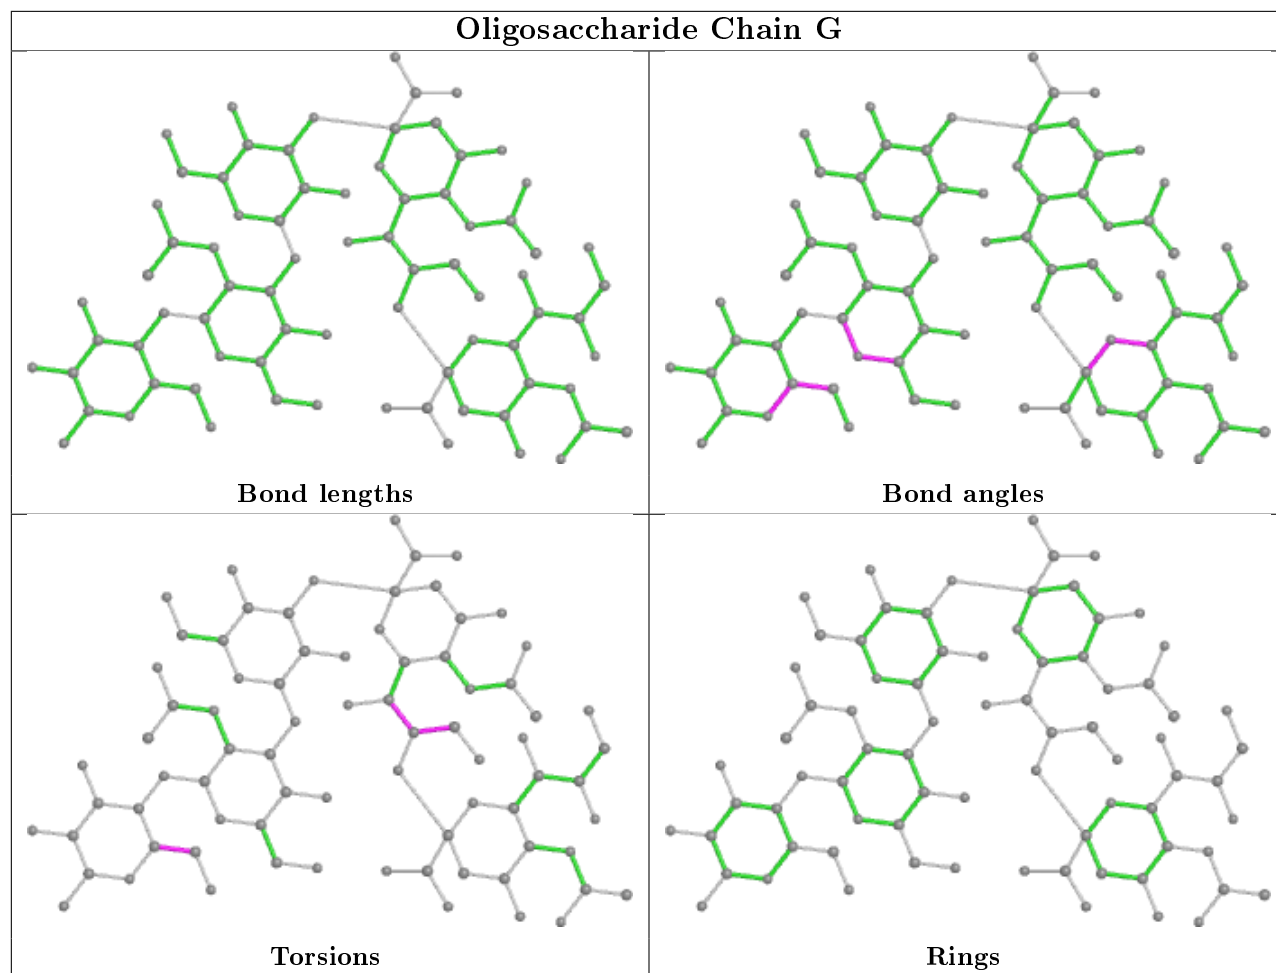 Oligosaccharide Chain G
Bond lengths
Bond angles
Torsions
Rings